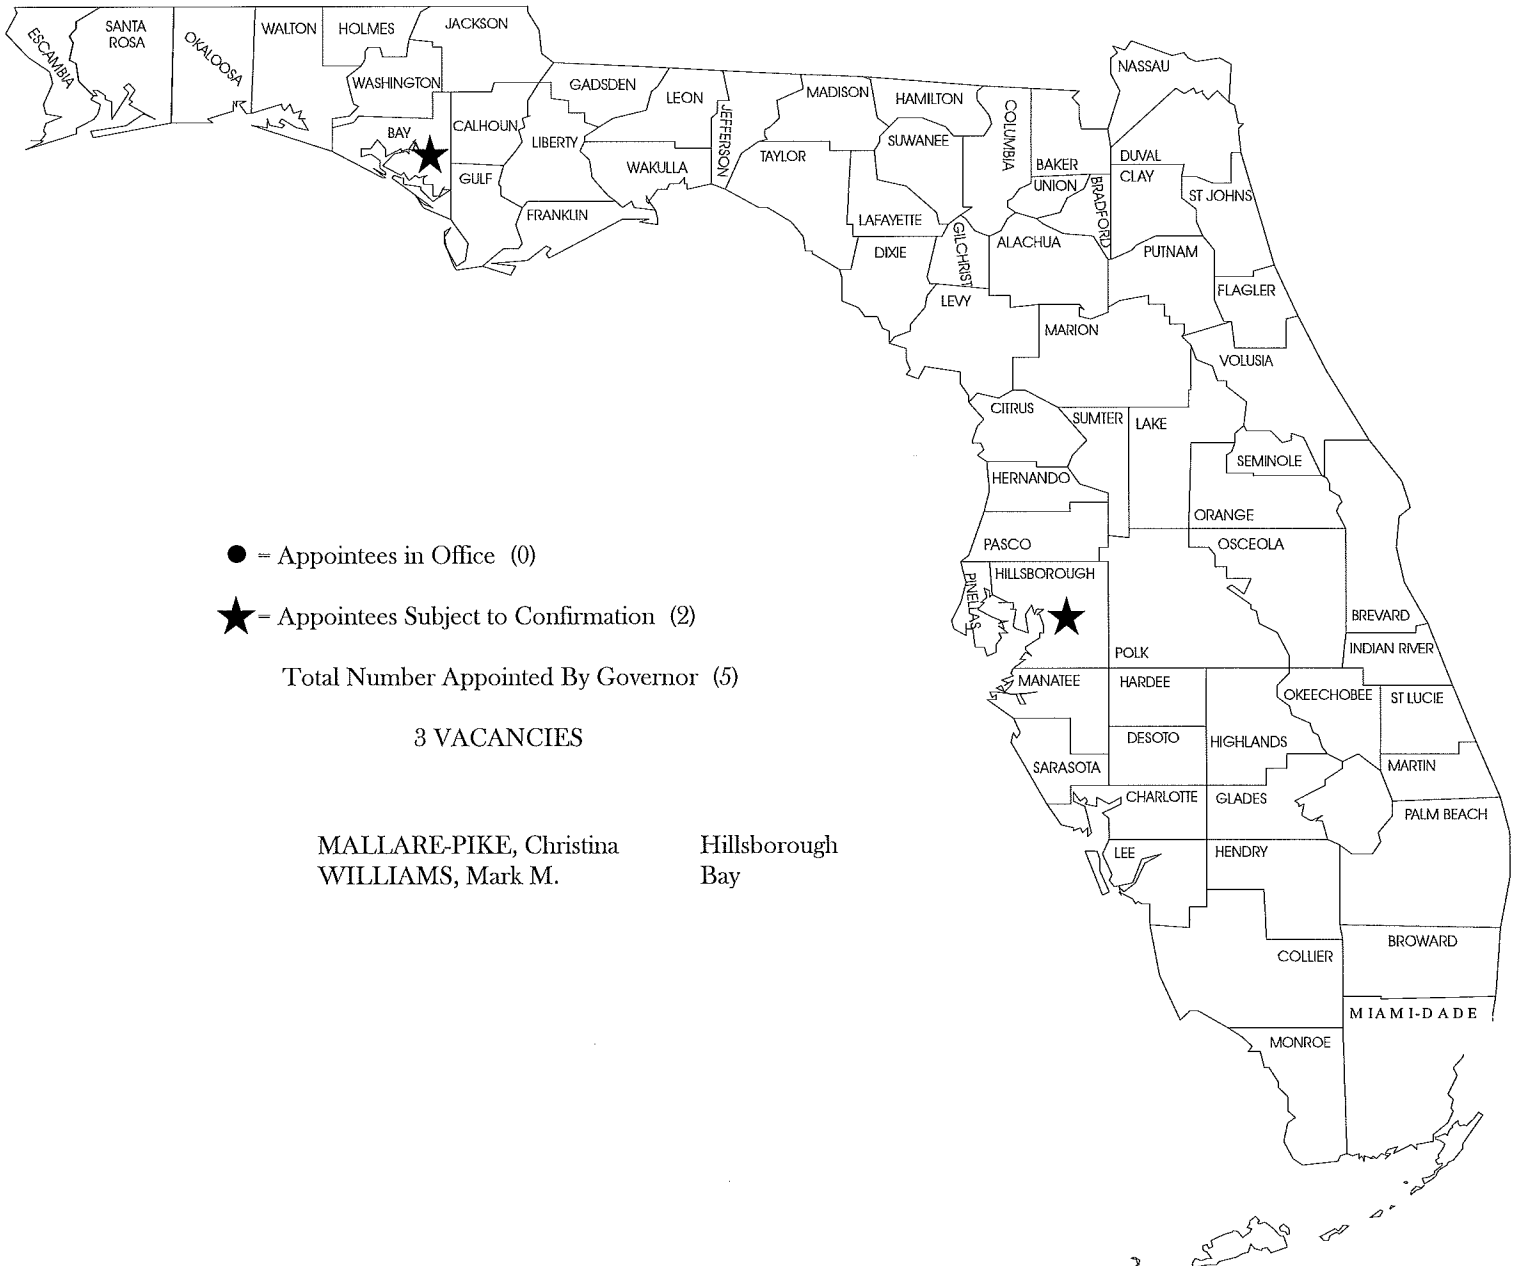 ESCAMBIA
SANTA
ROSA
OKALOOSA
WALTON
HOLMES
JACKSON
WASHINGTON
BAY
CALHOUN
GULF
GADSDEN
LIBERTY
FRANKLIN
LEON
WAKULLA
JEFFERSON
MADISON
TAYLOR
HAMILTON
SUWANEE
LAFAYETTE
DIXIE
COLUMBIA
GILCHRIST
LEVY
BAKER
UNION
BRADFORD
ALACHUA
NASSAU
DUVAL
CLAY
ST JOHNS
PUTNAM
FLAGLER
MARION
VOLUSIA
CITRUS
SUMTER
LAKE
SEMINOLE
HERNANDO
ORANGE
PASCO
OSCEOLA
PINELLAS
HILLSBOROUGH
POLK
BREVARD
INDIAN RIVER
MANATEE
HARDEE
OKEECHOBEE
ST LUCIE
DESOTO
HIGHLANDS
SARASOTA
MARTIN
CHARLOTTE
GLADES
PALM BEACH
LEE
HENDRY
BROWARD
COLLIER
MIAMI-DADE
MONROE
= Appointees in Office (0)
= Appointees Subject to Confirmation (2)
Total Number Appointed By Governor (5)
3 VACANCIES
MALLARE-PIKE, Christina Hillsborough
WILLIAMS, Mark M. Bay